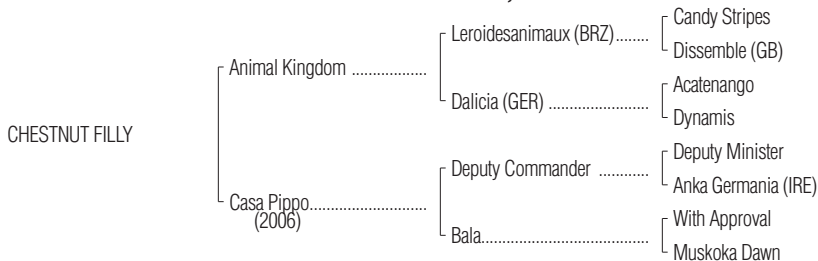 Candy Stripes
Leroidesanimaux (BRZ)........
Dissemble (GB)
Animal Kingdom ..................
Acatenango
Dalicia (GER) ........................
Dynamis
CHESTNUT FILLY
Deputy Minister
Deputy Commander ............
Anka Germania (IRE)
Casa Pippo............................
(2006)
With Approval
Bala........................................
Muskoka Dawn